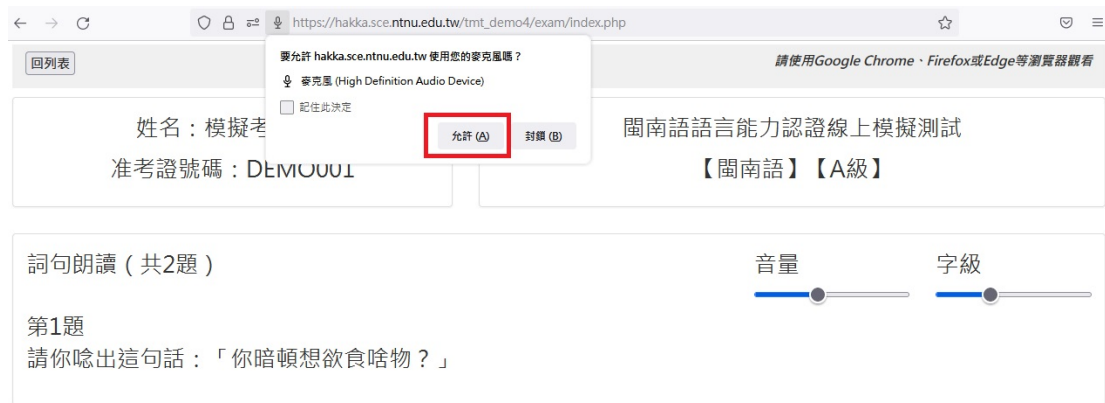 https://hakka.sce.ntnu.edu.tw/tmt_demo4/exam/index.php
回列表
請使用Google Chrome、Firefox或Edge等瀏覽器觀看
要允許 hakka.sce.ntnu.edu.tw 使用您的麥克風嗎?
麥克風 (High Definition Audio Device)
記住此決定
允許 (A)
封鎖 (B)
姓名:模擬考
准考證號碼:DEMO001
閩南語語言能力認證線上模擬測試
【閩南語】【A級】
詞句朗讀(共2題)
音量
字級
第1題
請你唸出這句話:「你暗頓想欲食啥物?」